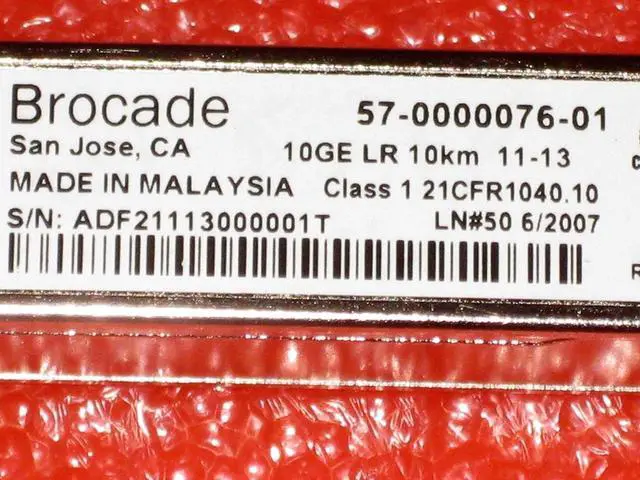 Brocade 57-0000076-01
San Jose, CA 10GE LR 10km 11-13
MADE IN MALAYSIA Class 1 21CFR1040.10
S/N: ADF21113000001T LN#50 6/2007